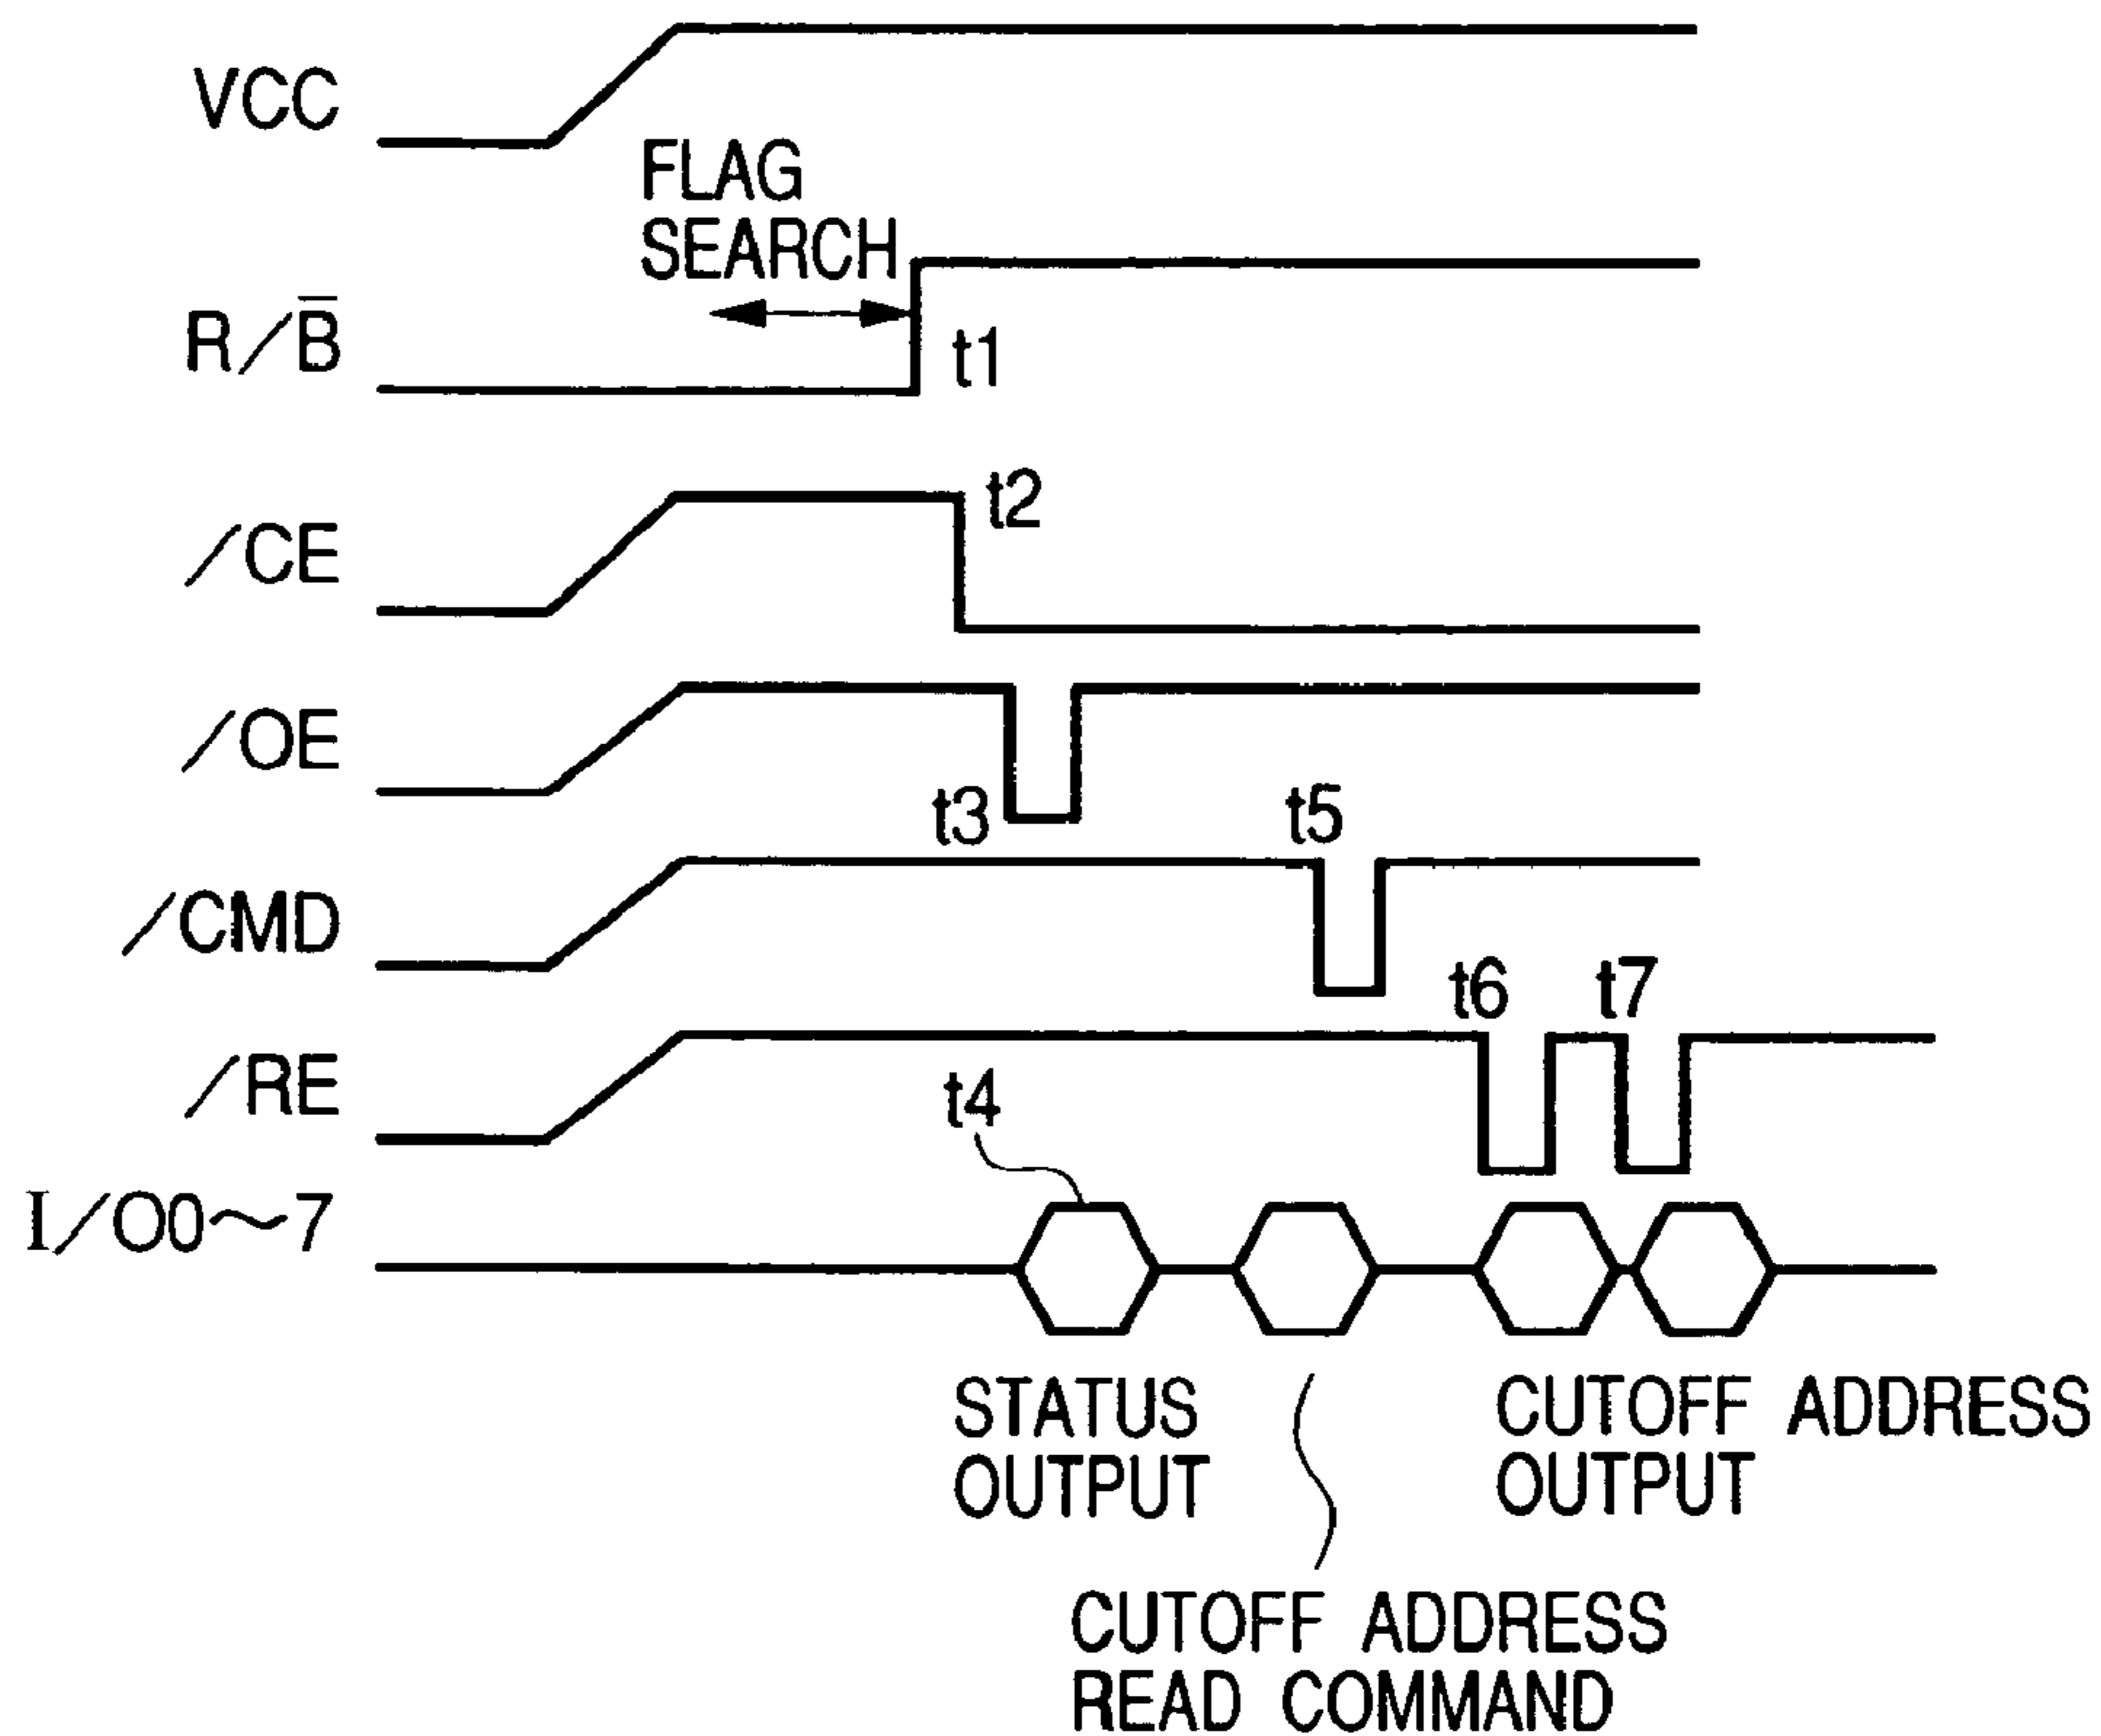 VCC
FLAG
SEARCH
R/B̅
t1
t2
/CE
/OE
t3
t5
/CMD
t6
t7
/RE
t4
I/O0~7
STATUS
OUTPUT
CUTOFF ADDRESS
OUTPUT
CUTOFF ADDRESS
READ COMMAND